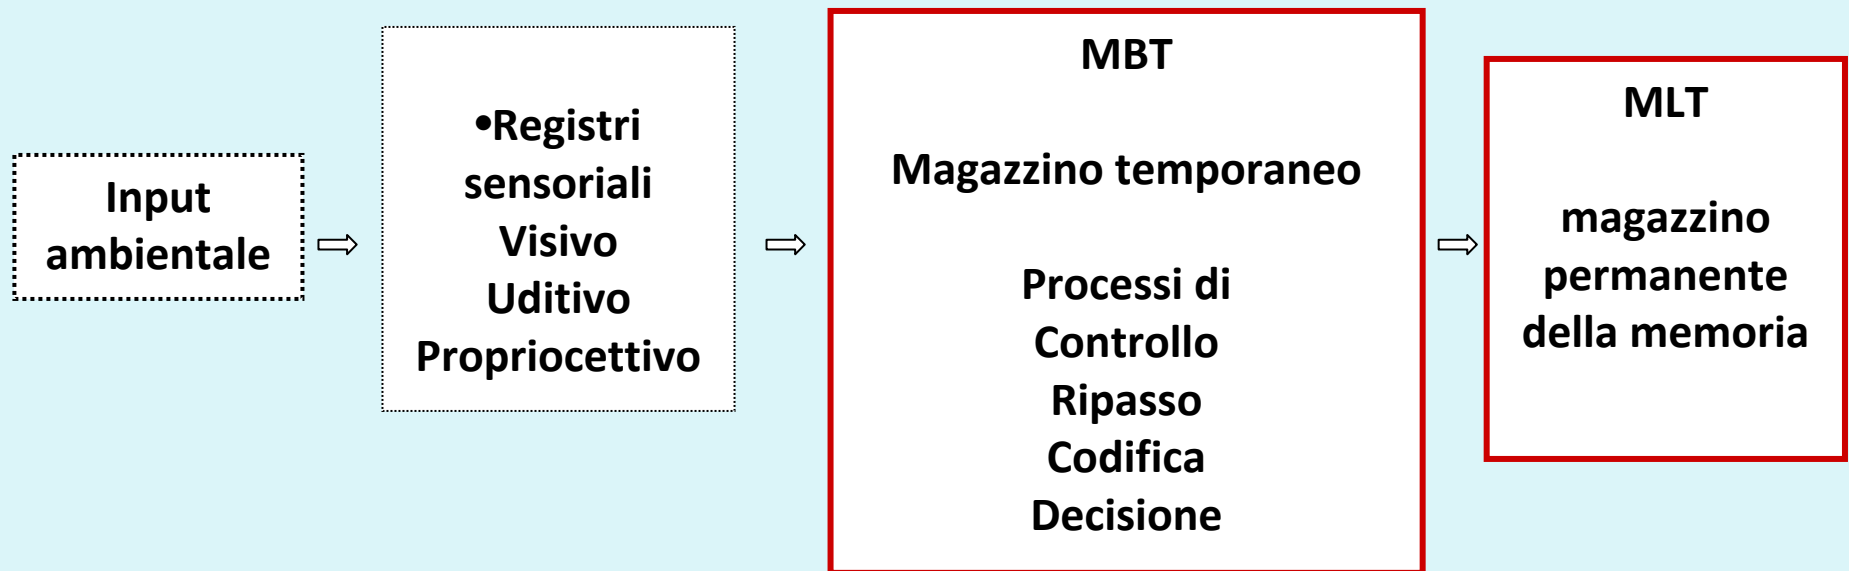 Input
ambientale
•Registri
sensoriali
Visivo
Uditivo
Propriocettivo
MBT
Magazzino temporaneo
Processi di
Controllo
Ripasso
Codifica
Decisione
MLT
magazzino
permanente
della memoria